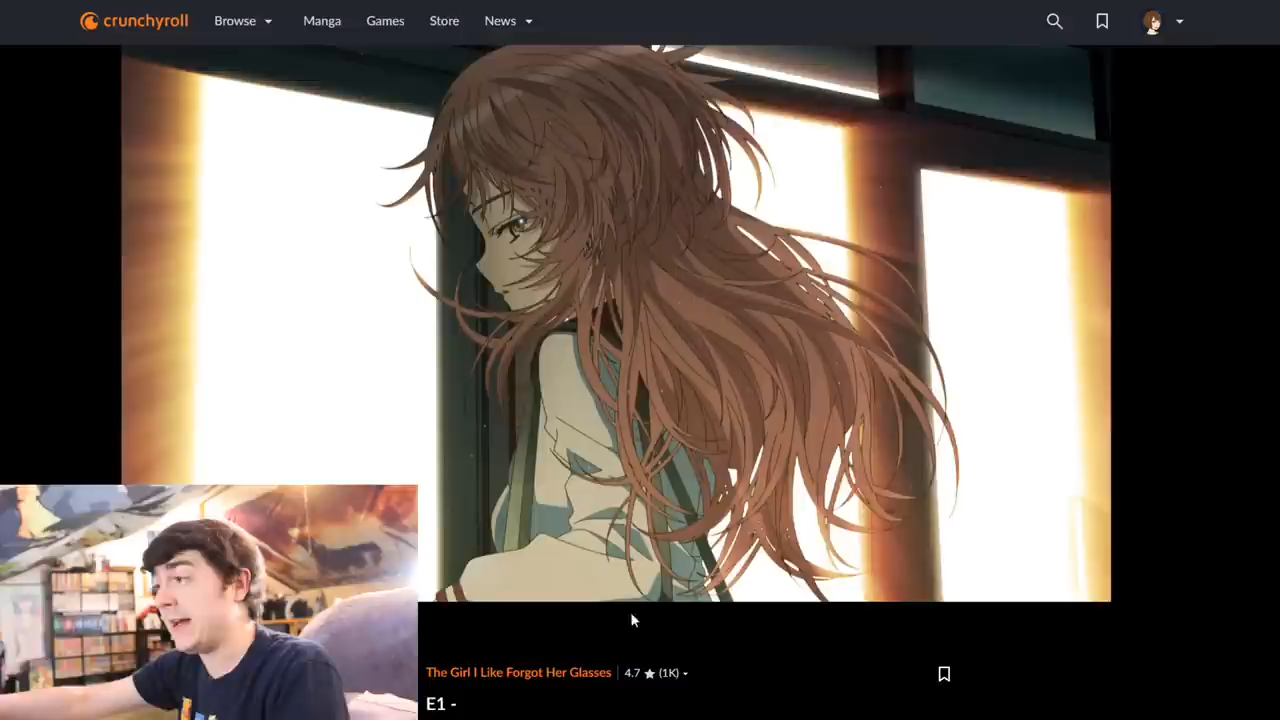 crunchyroll Browse Manga Games Store News
The Girl I Like Forgot Her Glasses 4.7 ★ (1K)
E1 -